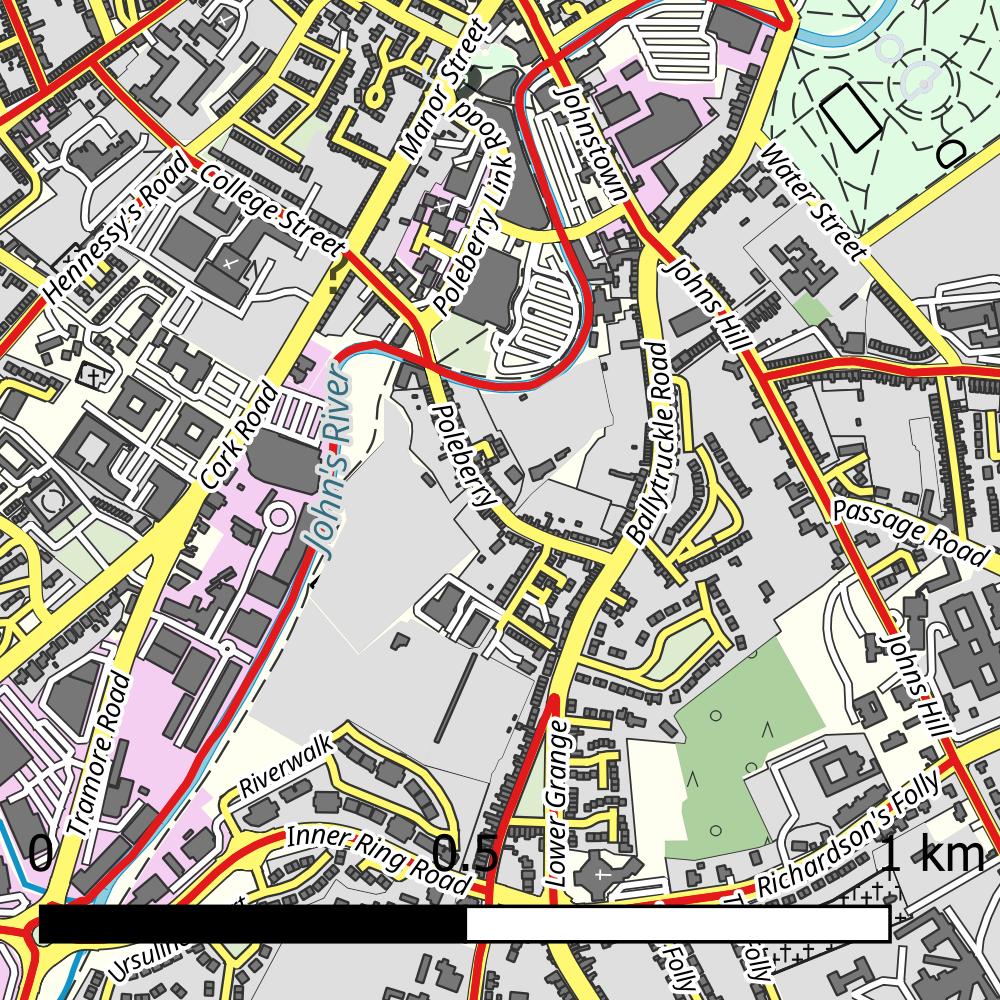 Manor Street
Johnstown
Poleberry Link Road
Water Street
Hennessy's Road
College Street
Johns Hill
John's River
Cork Road
Poleberry
Ballytruckle Road
Passage Road
Johns Hill
Tramore Road
Riverwalk
Lower Grange
Inner Ring Road
Richardson's Folly
0
0.5
1 km
Folly